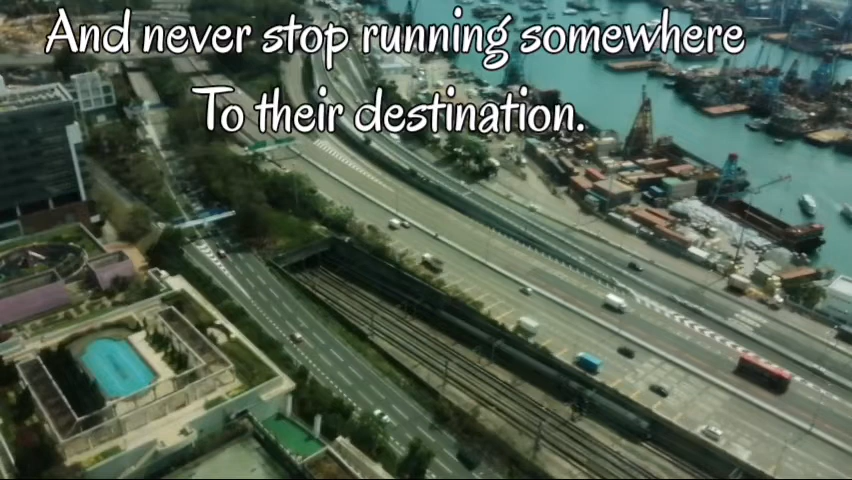 And never stop running somewhere
To their destination.